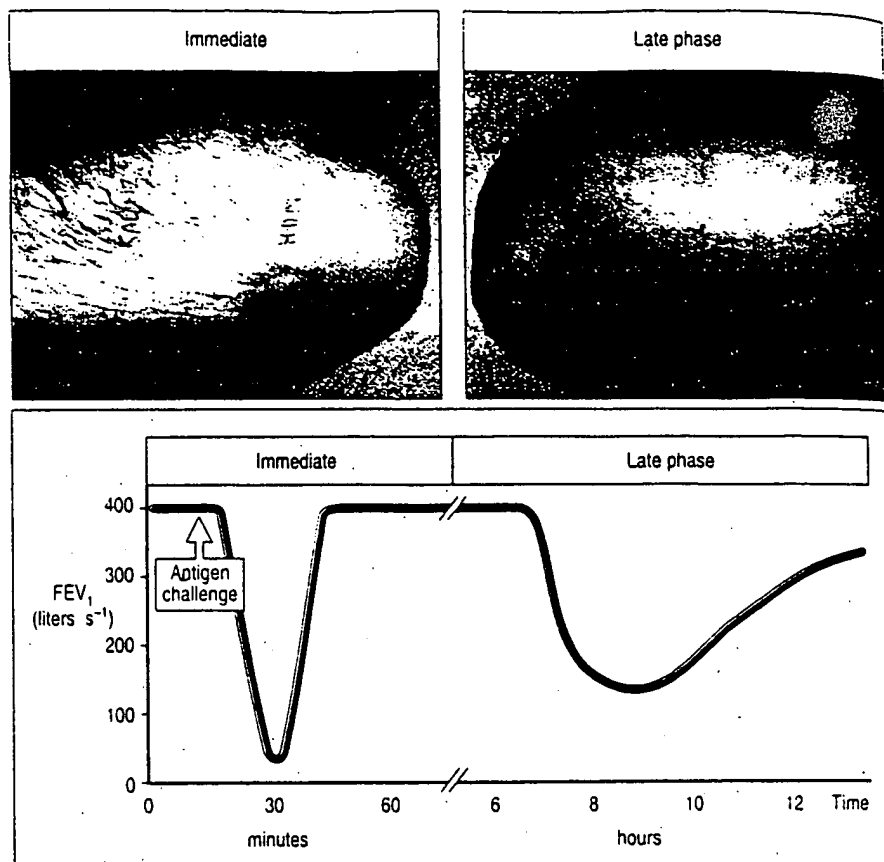 Immediate
Late phase
HDM
Immediate
Late phase
400
300
200
100
0
Antigen
challenge
FEV₁
(liters s⁻¹)
0
30
60
6
8
10
12
Time
minutes
hours